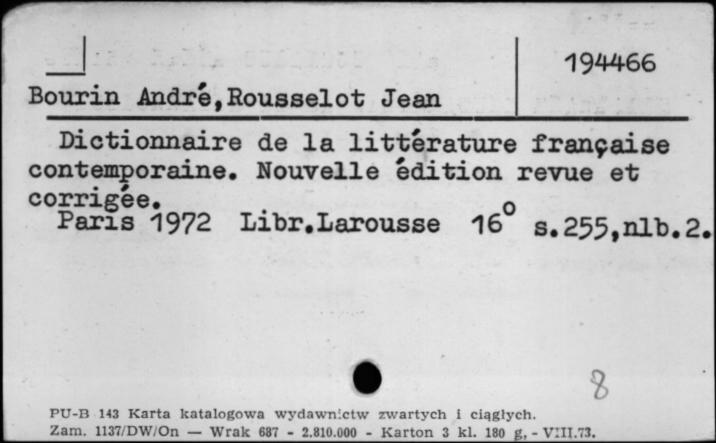 194466
Bourin André,Rousselot Jean
Dictionnaire de la littérature française
contemporaine. Nouvelle édition revue et
corrigée.
Paris 1972 Libr.Larousse 16° s.255,nlb.2.
8
PU-B 143 Karta katalogowa wydawnictw zwartych i ciągłych.
Zam. 1137/DW/On — Wrak 687 - 2.810.000 - Karton 3 kl. 180 g. - VIII.73.